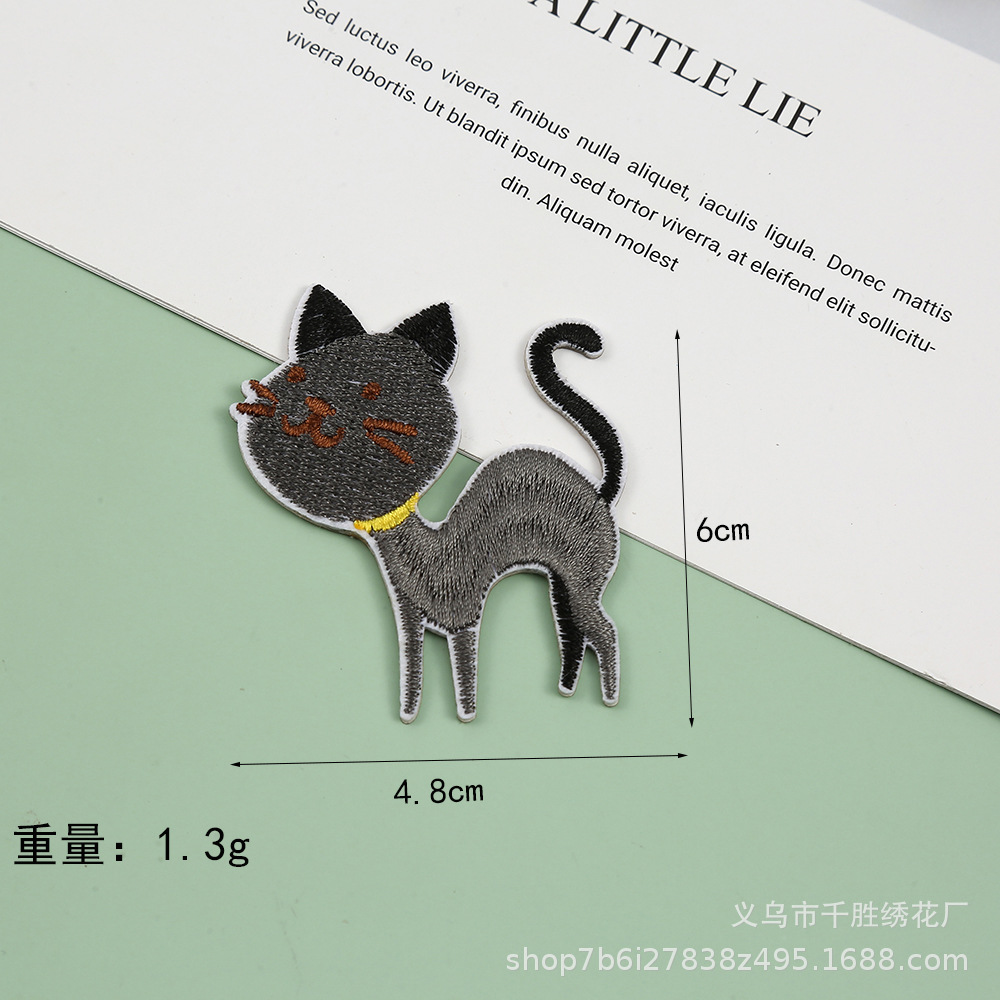 A LITTLE LIE
Sed luctus leo viverra, finibus nulla aliquet, iaculis ligula. Donec mattis
viverra lobortis. Ut blandit ipsum sed tortor viverra, at eleifend elit sollicitu-
din. Aliquam molest
6cm
4.8cm
重量：1.3g
义乌市千胜绣花厂
shop7b6i27838z495.1688.com